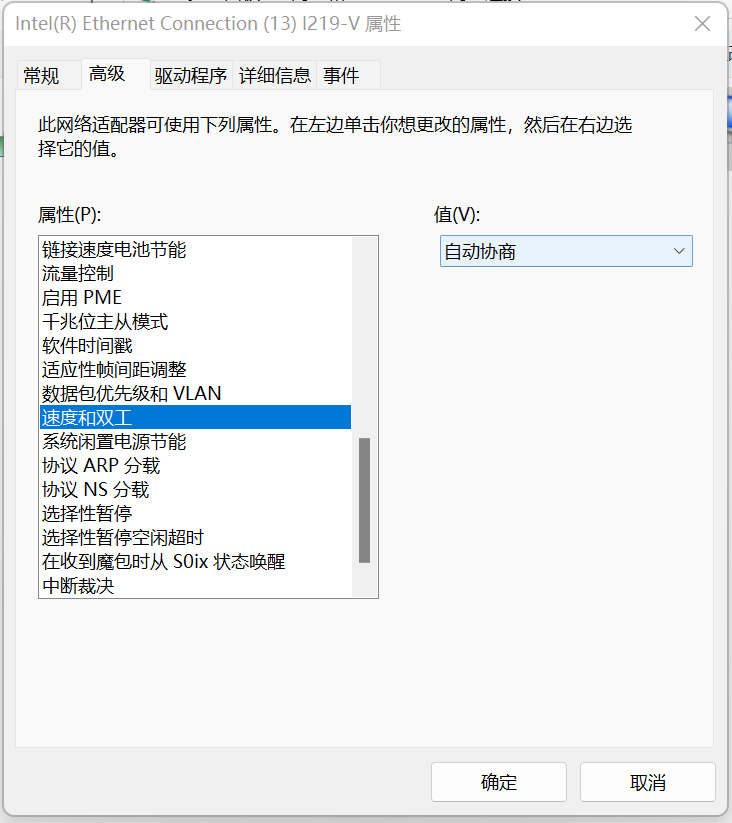 Intel(R) Ethernet Connection (13) I219-V 属性
常规 高级 驱动程序 详细信息 事件
此网络适配器可使用下列属性。在左边单击你想更改的属性，然后在右边选
择它的值。
属性(P):
值(V):
链接速度电池节能
自动协商
流量控制
启用 PME
千兆位主从模式
软件时间戳
适应性帧间距调整
数据包优先级和 VLAN
速度和双工
系统闲置电源节能
协议 ARP 分载
协议 NS 分载
选择性暂停
选择性暂停空闲超时
在收到魔包时从 S0ix 状态唤醒
中断裁决
确定 取消